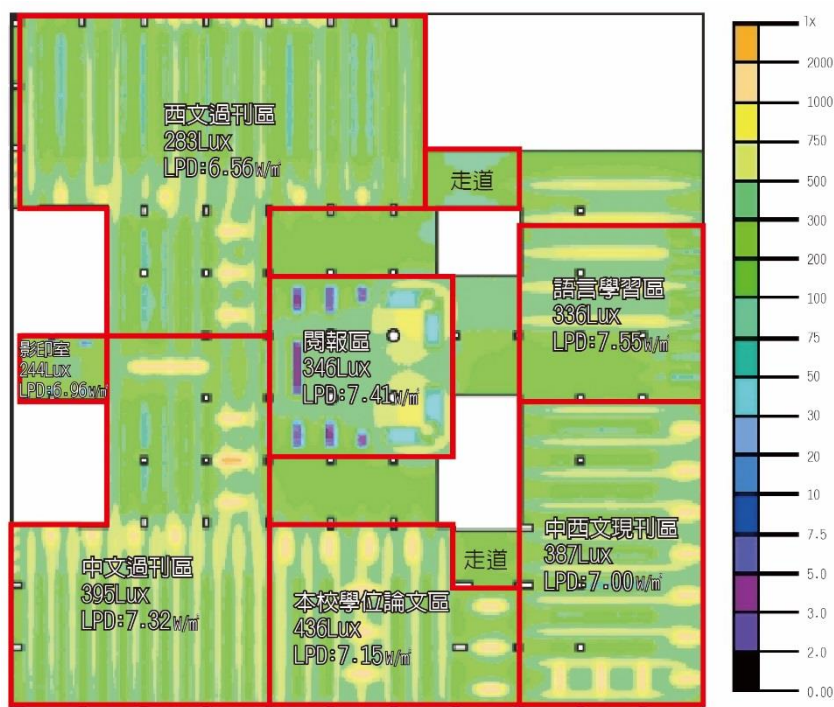 西文過刊區
283Lux
LPD:6.56W/㎡
走道
語言學習區
336Lux
LPD:7.55W/㎡
閱報區
346Lux
LPD:7.41W/㎡
影印室
244Lux
LPD:6.96W/㎡
中文過刊區
395Lux
LPD:7.32W/㎡
本校學位論文區
436Lux
LPD:7.15W/㎡
走道
中西文現刊區
387Lux
LPD:7.00W/㎡
lx
2000
1000
750
500
300
200
100
75
50
30
20
10
7.5
5.0
3.0
2.0
0.00